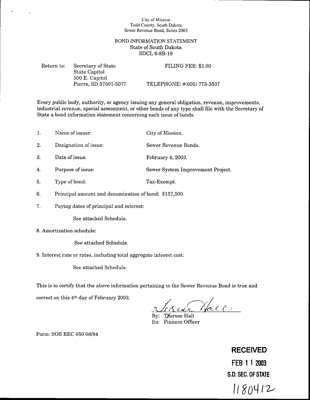 City of Mission
Todd County, South Dakota
Sewer Revenue Bond, Series 2003
BOND INFORMATION STATEMENT
State of South Dakota
SDCL 6-8B-19
Return to: Secretary of State FILING FEE: $1.00
State Capitol
500 E. Capitol
Pierre, SD 57501-5077 TELEPHONE: #(605) 773-3537
Every public body, authority, or agency issuing any general obligation, revenue, improvements,
industrial revenue, special assessment, or other bonds of any type shall file with the Secretary of
State a bond information statement concerning each issue of bonds.
1. Name of issuer: City of Mission.
2. Designation of issue: Sewer Revenue Bonds.
3. Date of issue: February 4, 2003.
4. Purpose of issue: Sewer System Improvement Project.
5. Type of bond: Tax-Exempt.
6. Principal amount and denomination of bond: $157,500.
7. Paying dates of principal and interest:
See attached Schedule.
8. Amortization schedule:
See attached Schedule.
9. Interest rate or rates, including total aggregate interest cost:
See attached Schedule.
This is to certify that the above information pertaining to the Sewer Revenue Bond is true and
correct on this 4th day of February 2003.
Therese Hall
By: Therese Hall
Its: Finance Officer
Form: SOS REC 050 08/84
RECEIVED
FEB 11 2003
S.D. SEC. OF STATE
1180412